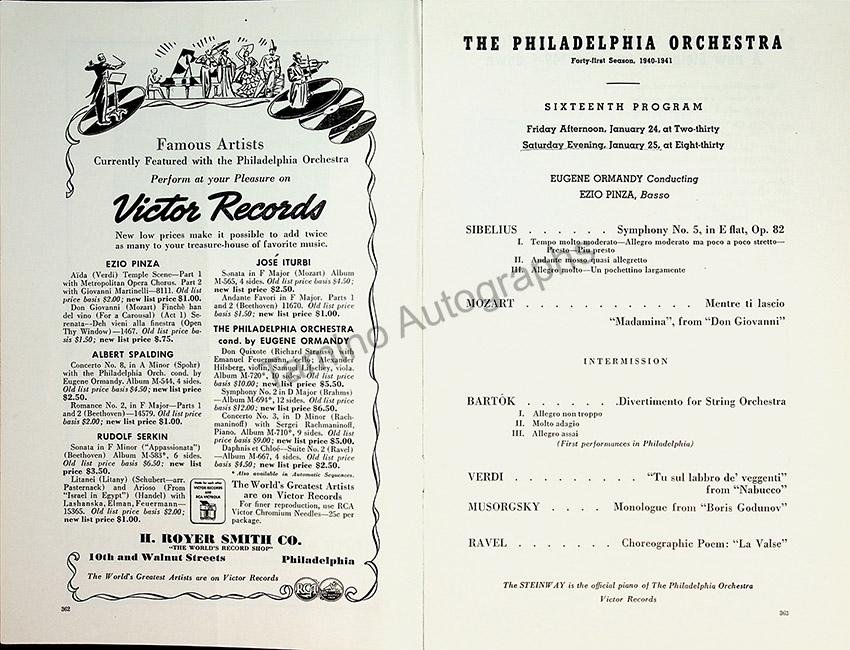 Famous Artists
Currently Featured with the Philadelphia Orchestra
Perform at your Pleasure on
Victor Records
New low prices make it possible to add twice
as many to your treasure-house of favorite music.
EZIO PINZA
Aïda (Verdi) Temple Scene—Part 1
with Metropolitan Opera Chorus. Part 2
with Giovanni Martinelli—8111. Old list
price basis $2.00; new list price $1.00.
Don Giovanni (Mozart) Finchè han
del vino (For a Carousal) (Act 1) Se-
renata—Deh vieni alla finestra (Open
Thy Window)—1467. Old list price ba-
sis $1.50; new list price $.75.
ALBERT SPALDING
Concerto No. 8, in A Minor (Spohr)
with the Philadelphia Orch. cond. by
Eugene Ormandy. Album M-544, 4 sides.
Old list price basis $4.50; new list price
$2.50.
Romance No. 2, in F Major—Parts 1
and 2 (Beethoven)—14579. Old list price
basis $2.00; new list price $1.00.
RUDOLF SERKIN
Sonata in F Minor ("Appassionata")
(Beethoven) Album M-583*, 6 sides.
Old list price basis $6.50; new list
price $3.50.
Litanei (Litany) (Schubert—arr.
Pasternack) and Arioso (From
"Israel in Egypt") (Handel) with
Lashanska, Elman, Feuermann—
15365. Old list price basis $2.00;
new list price $1.00.
JOSÉ ITURBI
Sonata in F Major (Mozart) Album
M-565, 4 sides. Old list price basis $4.50;
new list price $2.50.
Andante Favori in F Major. Parts 1
and 2 (Beethoven) 11670. Old list price
basis $1.50; new list price $1.00.
THE PHILADELPHIA ORCHESTRA
cond. by EUGENE ORMANDY
Don Quixote (Richard Strauss) with
Emanuel Feuermann, cello; Alexander
Hilsberg, violin, Samuel Lifschey, viola.
Album M-720*, 10 sides. Old list price
basis $10.00; new list price $5.50.
Symphony No. 2 in D Major (Brahms)
—Album M-694*, 12 sides. Old list price
basis $12.00; new list price $6.50.
Concerto No. 3, in D Minor (Rach-
maninoff) with Sergei Rachmaninoff,
Piano. Album M-710*, 9 sides. Old list
price basis $9.00; new list price $5.00.
Daphnis et Chloé—Suite No. 2 (Ravel)
—Album M-667, 4 sides. Old list price
basis $4.50; new list price $2.50.
* Also available in Automatic Sequences.
The World's Greatest Artists
are on Victor Records
For finer reproduction, use RCA
Victor Chromium Needles—25c per
package.
H. ROYER SMITH CO.
"THE WORLD'S RECORD SHOP"
10th and Walnut Streets Philadelphia
The World's Greatest Artists are on Victor Records
RCA
362
THE PHILADELPHIA ORCHESTRA
Forty-first Season, 1940-1941
SIXTEENTH PROGRAM
Friday Afternoon, January 24, at Two-thirty
Saturday Evening, January 25, at Eight-thirty
EUGENE ORMANDY Conducting
EZIO PINZA, Basso
SIBELIUS . . . . . . Symphony No. 5, in E flat, Op. 82
I. Tempo molto moderato—Allegro moderato ma poco a poco stretto—
Presto—Più presto
II. Andante mosso, quasi allegretto
III. Allegro molto—Un pochettino largamente
MOZART . . . . . . . . . . . . Mentre ti lascio
"Madamina", from "Don Giovanni"
INTERMISSION
BARTÓK . . . . . . .Divertimento for String Orchestra
I. Allegro non troppo
II. Molto adagio
III. Allegro assai
(First performances in Philadelphia)
VERDI . . . . . . . . "Tu sul labbro de' veggenti"
from "Nabucco"
MUSORGSKY . . . . Monologue from "Boris Godunov"
RAVEL . . . . . . . Choreographic Poem: "La Valse"
The STEINWAY is the official piano of The Philadelphia Orchestra
Victor Records
363
Tamino Autographs